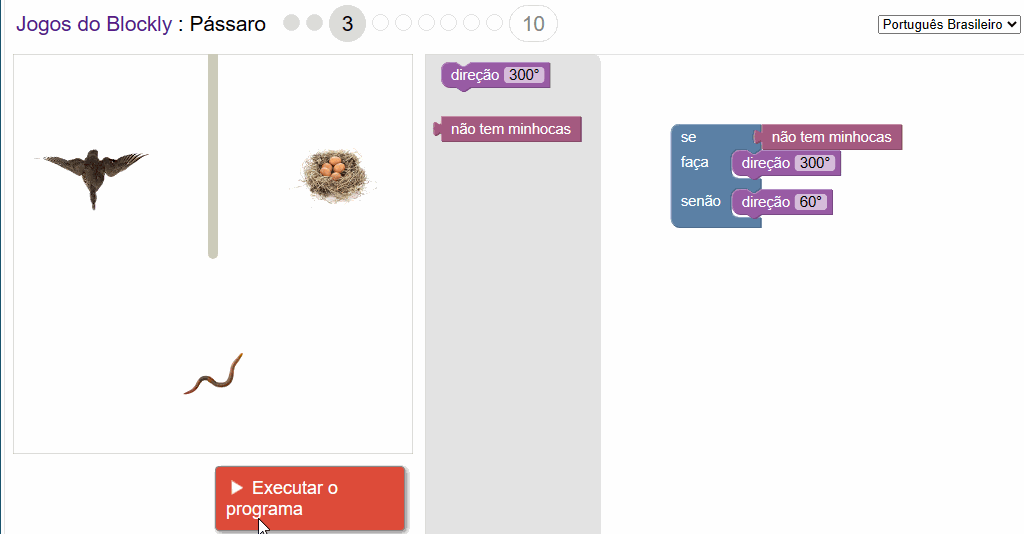 Jogos do Blockly : Pássaro 3 10 Português Brasileiro
direção 300°
não tem minhocas
se não tem minhocas
faça direção 300°
senão direção 60°
Executar o
programa